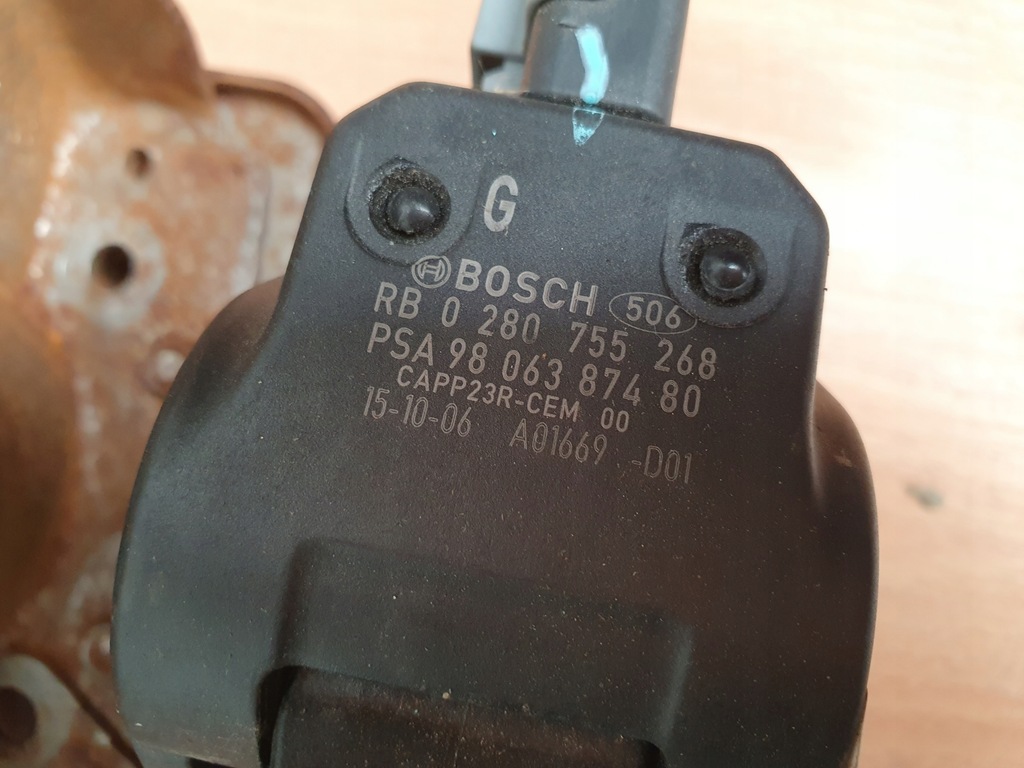 G
BOSCH 506
RB 0 280 755 268
PSA 98 063 874 80
CAPP23R-CEM 00
15-10-06 A01669 -D01